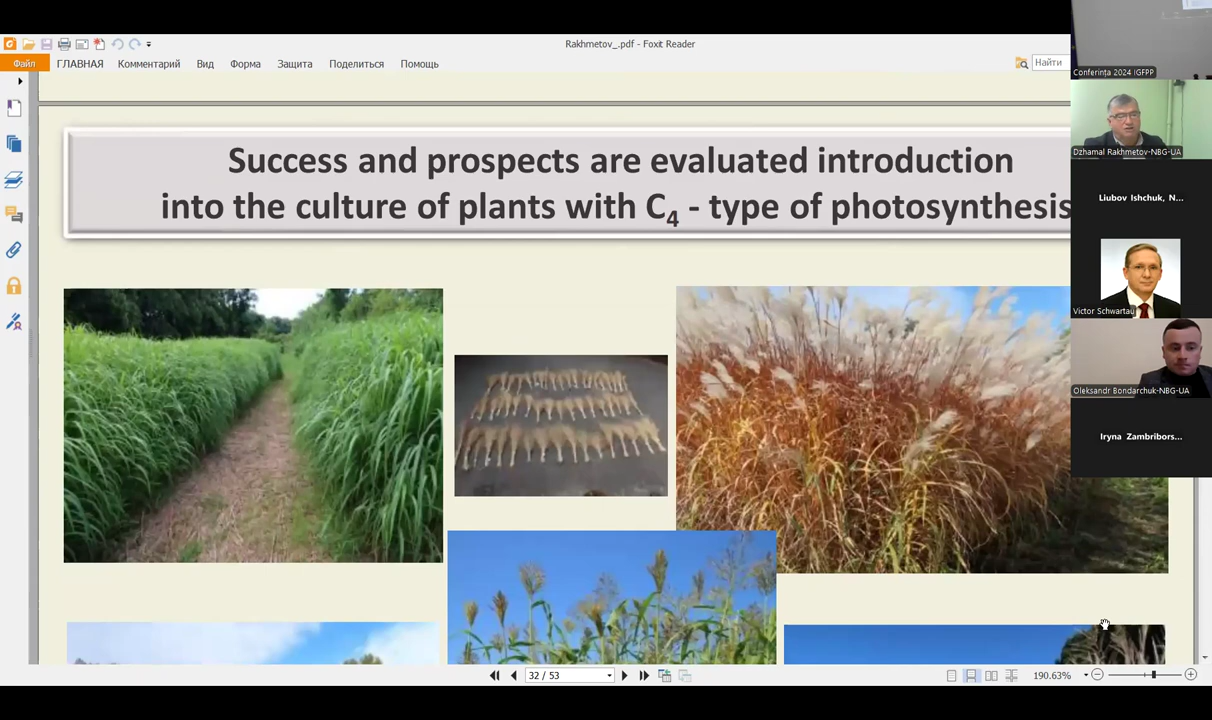 Rakhmetov_.pdf - Foxit Reader
Файл ГЛАВНАЯ Комментарий Вид Форма Защита Поделиться Помощь
Найти
Success and prospects are evaluated introduction
into the culture of plants with C4 - type of photosynthesis
Conferința 2024 IGFPP
Dzhamal Rakhmetov-NBG-UA
Liubov Ishchuk, N...
Victor Schwartau
Oleksandr Bondarchuk-NBG-UA
Iryna Zambribors...
32 / 53
190.63%